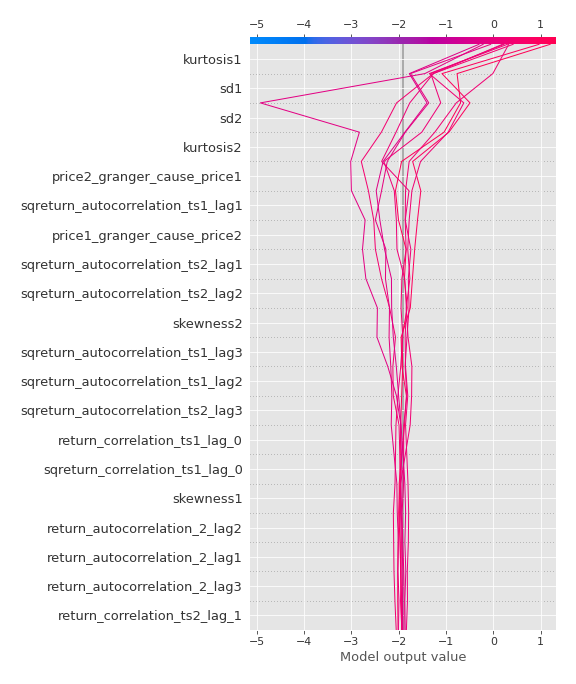 −5 −4 −3 −2 −1 0 1
kurtosis1
sd1
sd2
kurtosis2
price2_granger_cause_price1
sqreturn_autocorrelation_ts1_lag1
price1_granger_cause_price2
sqreturn_autocorrelation_ts2_lag1
sqreturn_autocorrelation_ts2_lag2
skewness2
sqreturn_autocorrelation_ts1_lag3
sqreturn_autocorrelation_ts1_lag2
sqreturn_autocorrelation_ts2_lag3
return_correlation_ts1_lag_0
sqreturn_correlation_ts1_lag_0
skewness1
return_autocorrelation_2_lag2
return_autocorrelation_2_lag1
return_autocorrelation_2_lag3
return_correlation_ts2_lag_1
−5 −4 −3 −2 −1 0 1
Model output value